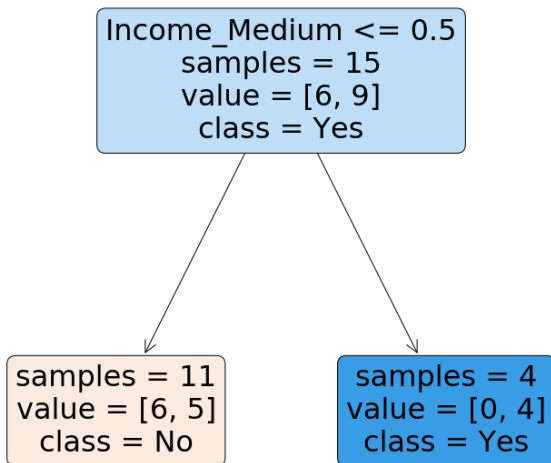 Income_Medium <= 0.5
samples = 15
value = [6, 9]
class = Yes
samples = 11
value = [6, 5]
class = No
samples = 4
value = [0, 4]
class = Yes